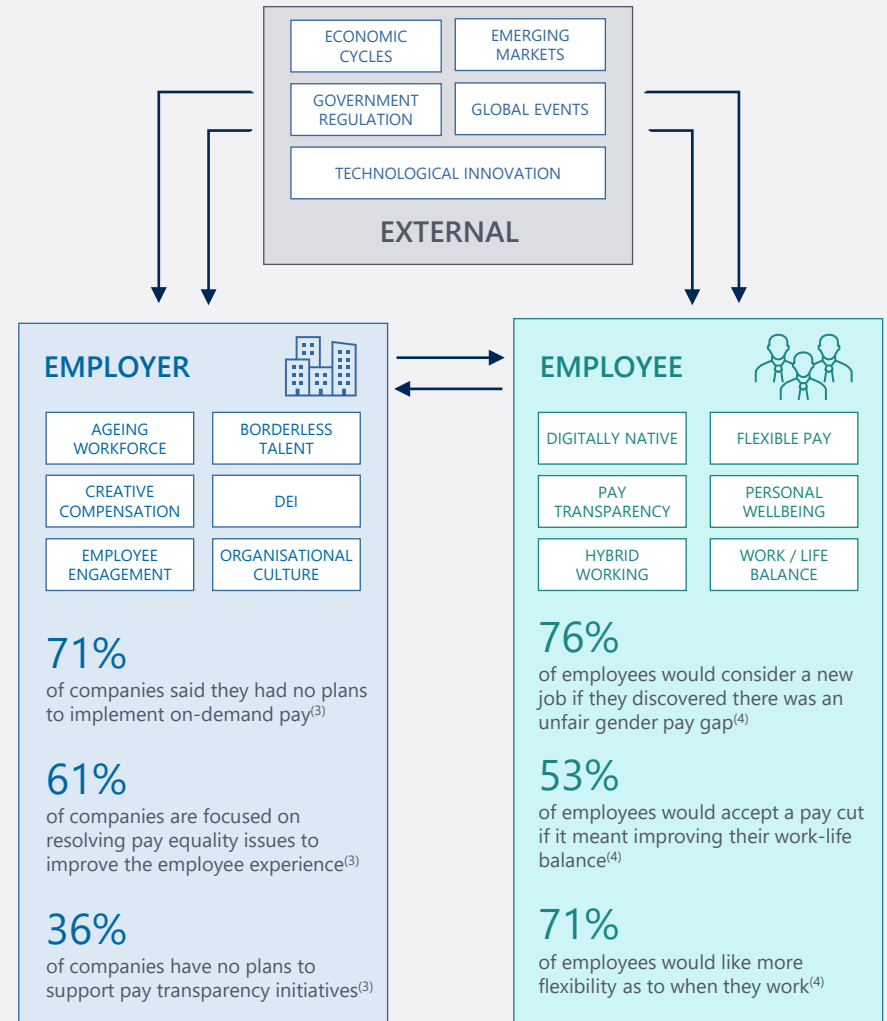 ECONOMIC
CYCLES
EMERGING
MARKETS
GOVERNMENT
REGULATION
GLOBAL EVENTS
TECHNOLOGICAL INNOVATION
EXTERNAL
EMPLOYER
AGEING
WORKFORCE
BORDERLESS
TALENT
CREATIVE
COMPENSATION
DEI
EMPLOYEE
ENGAGEMENT
ORGANISATIONAL
CULTURE
71%
of companies said they had no plans
to implement on-demand pay(3)
61%
of companies are focused on
resolving pay equality issues to
improve the employee experience(3)
36%
of companies have no plans to
support pay transparency initiatives(3)
EMPLOYEE
DIGITALLY NATIVE
FLEXIBLE PAY
PAY
TRANSPARENCY
PERSONAL
WELLBEING
HYBRID
WORKING
WORK / LIFE
BALANCE
76%
of employees would consider a new
job if they discovered there was an
unfair gender pay gap(4)
53%
of employees would accept a pay cut
if it meant improving their work-life
balance(4)
71%
of employees would like more
flexibility as to when they work(4)